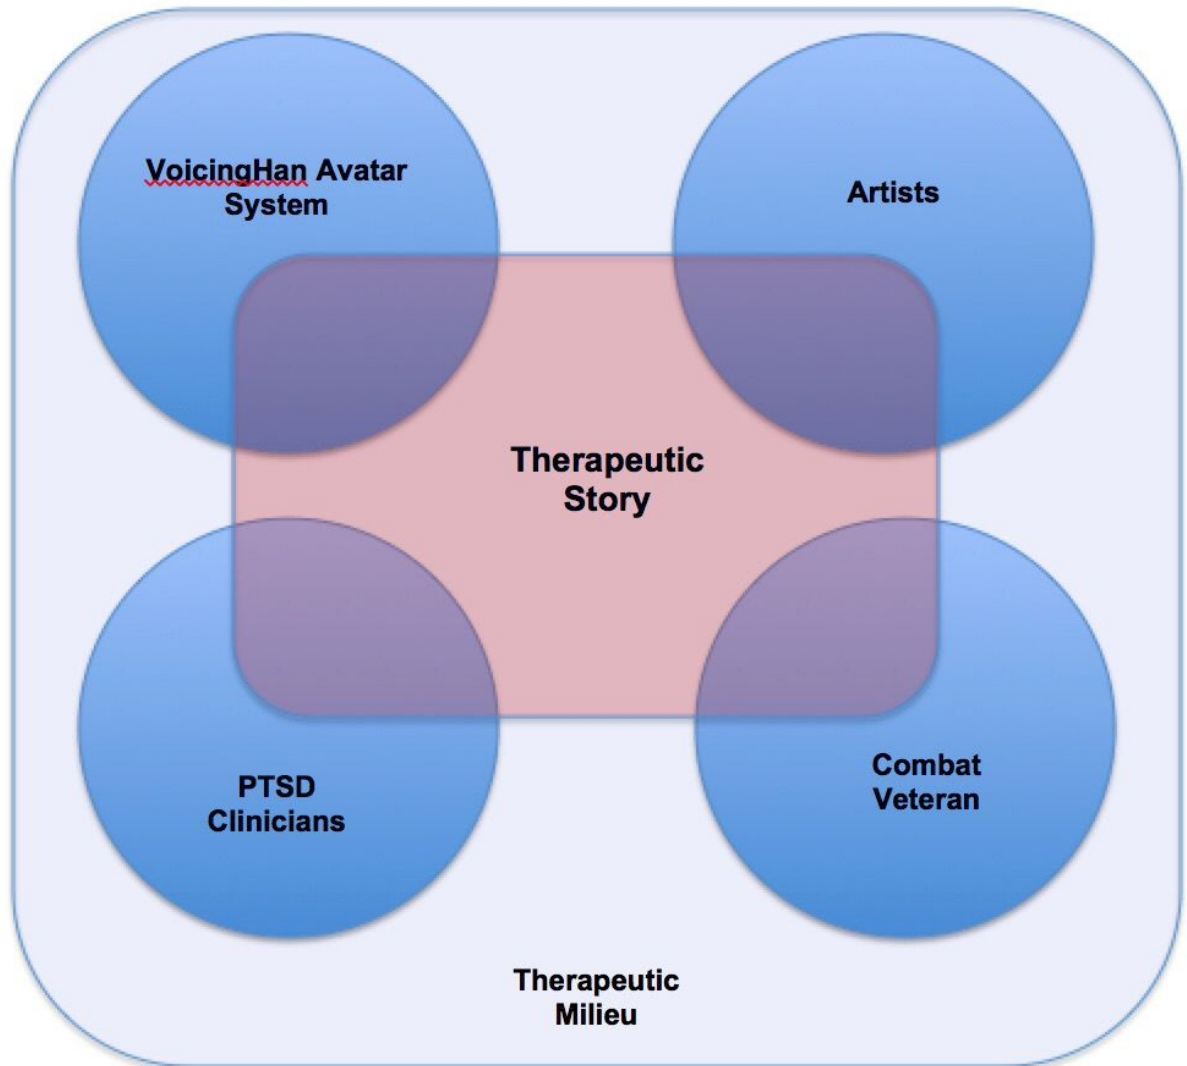 VoicingHan Avatar
System
Artists
Therapeutic
Story
PTSD
Clinicians
Combat
Veteran
Therapeutic
Milieu